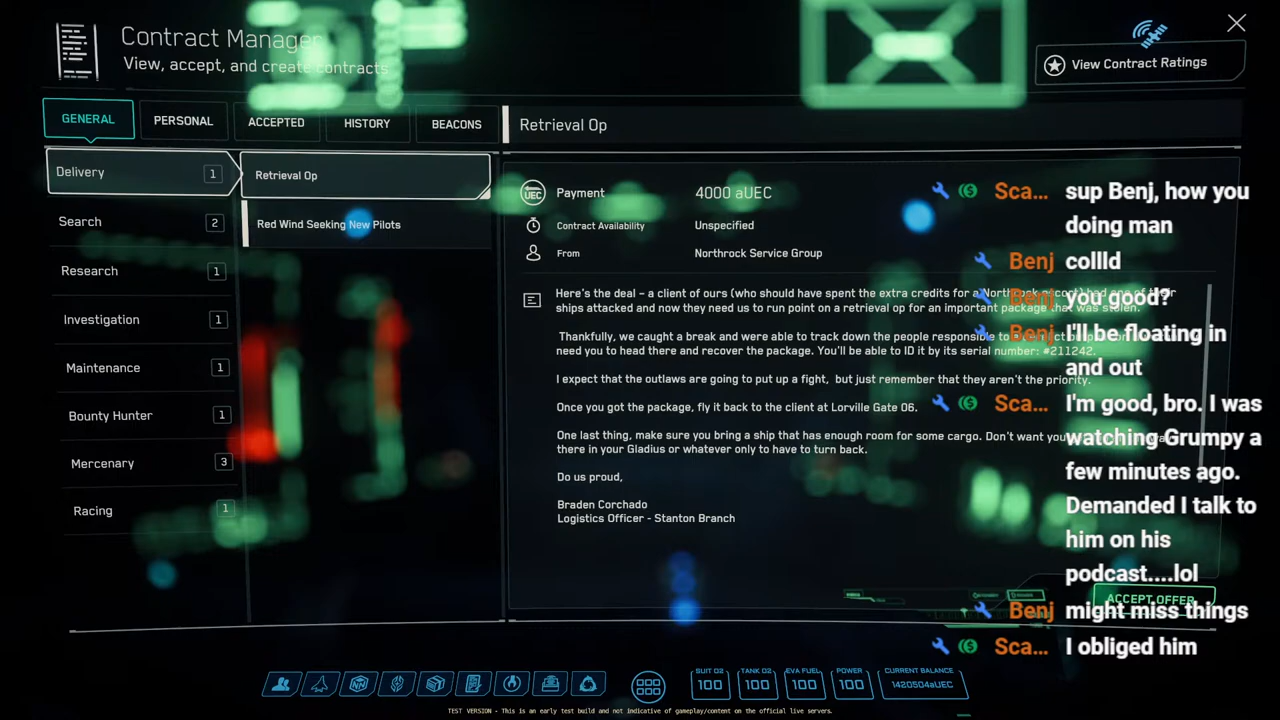 Contract Manager
View, accept, and create contracts
View Contract Ratings
GENERAL
PERSONAL
ACCEPTED
HISTORY
BEACONS
Delivery 1
Search 2
Research 1
Investigation 1
Maintenance 1
Bounty Hunter 1
Mercenary 3
Racing 1
Retrieval Op
Red Wind Seeking New Pilots
Retrieval Op
UEC Payment 4000 aUEC
Contract Availability Unspecified
From Northrock Service Group
Here's the deal – a client of ours (who should have spent the extra credits for a Northrock escort) had one of their
ships attacked and now they need us to run point on a retrieval op for an important package that was stolen.
Thankfully, we caught a break and were able to track down the people responsible to
need you to head there and recover the package. You'll be able to ID it by its serial number: #211242.
I expect that the outlaws are going to put up a fight, but just remember that they aren't the priority.
Once you got the package, fly it back to the client at Lorville Gate 06.
One last thing, make sure you bring a ship that has enough room for some cargo. Don't want you
there in your Gladius or whatever only to have to turn back.
Do us proud,
Braden Corchado
Logistics Officer - Stanton Branch
ACCEPT OFFER
Sca... sup Benj, how you
doing man
Benj collld
Benj you good?
Benj I'll be floating in
and out
Sca... I'm good, bro. I was
watching Grumpy a
few minutes ago.
Demanded I talk to
him on his
podcast....lol
Benj might miss things
Sca... I obliged him
SUIT O2 100
TANK O2 100
EVA FUEL 100
POWER 100
CURRENT BALANCE 1420504aUEC
TEST VERSION - This is an early test build and not indicative of gameplay/content on the official live servers.